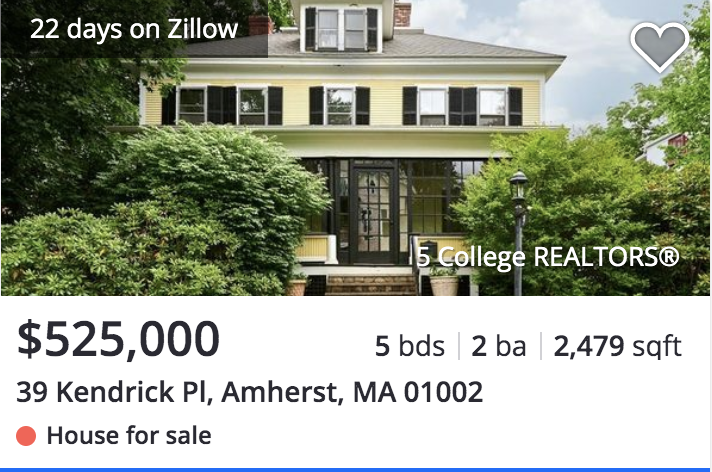 22 days on Zillow
5 College REALTORS®
$525,000
5 bds | 2 ba | 2,479 sqft
39 Kendrick Pl, Amherst, MA 01002
House for sale